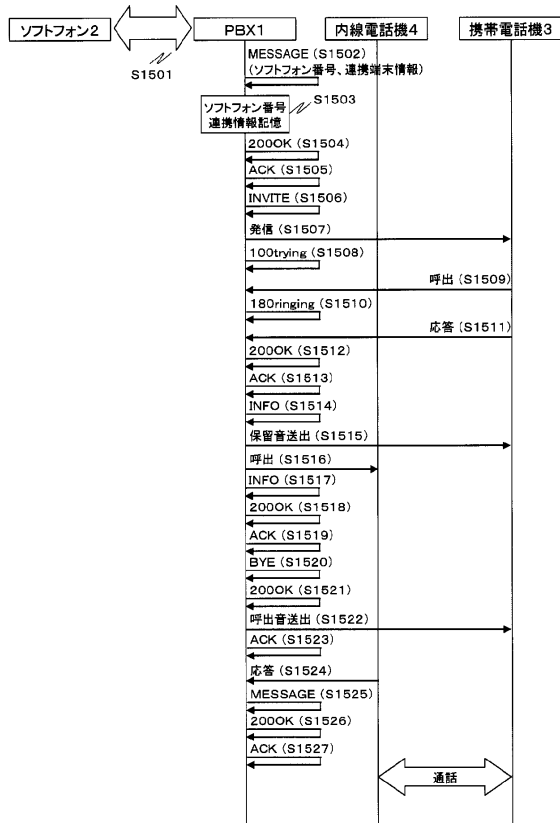 ソフトフォン2
PBX1
内線電話機4
携帯電話機3
S1501
MESSAGE (S1502)
(ソフトフォン番号、連携端末情報)
S1503
ソフトフォン番号
連携情報記憶
200OK (S1504)
ACK (S1505)
INVITE (S1506)
発信 (S1507)
100trying (S1508)
呼出 (S1509)
180ringing (S1510)
応答 (S1511)
200OK (S1512)
ACK (S1513)
INFO (S1514)
保留音送出 (S1515)
呼出 (S1516)
INFO (S1517)
200OK (S1518)
ACK (S1519)
BYE (S1520)
200OK (S1521)
呼出音送出 (S1522)
ACK (S1523)
応答 (S1524)
MESSAGE (S1525)
200OK (S1526)
ACK (S1527)
通話